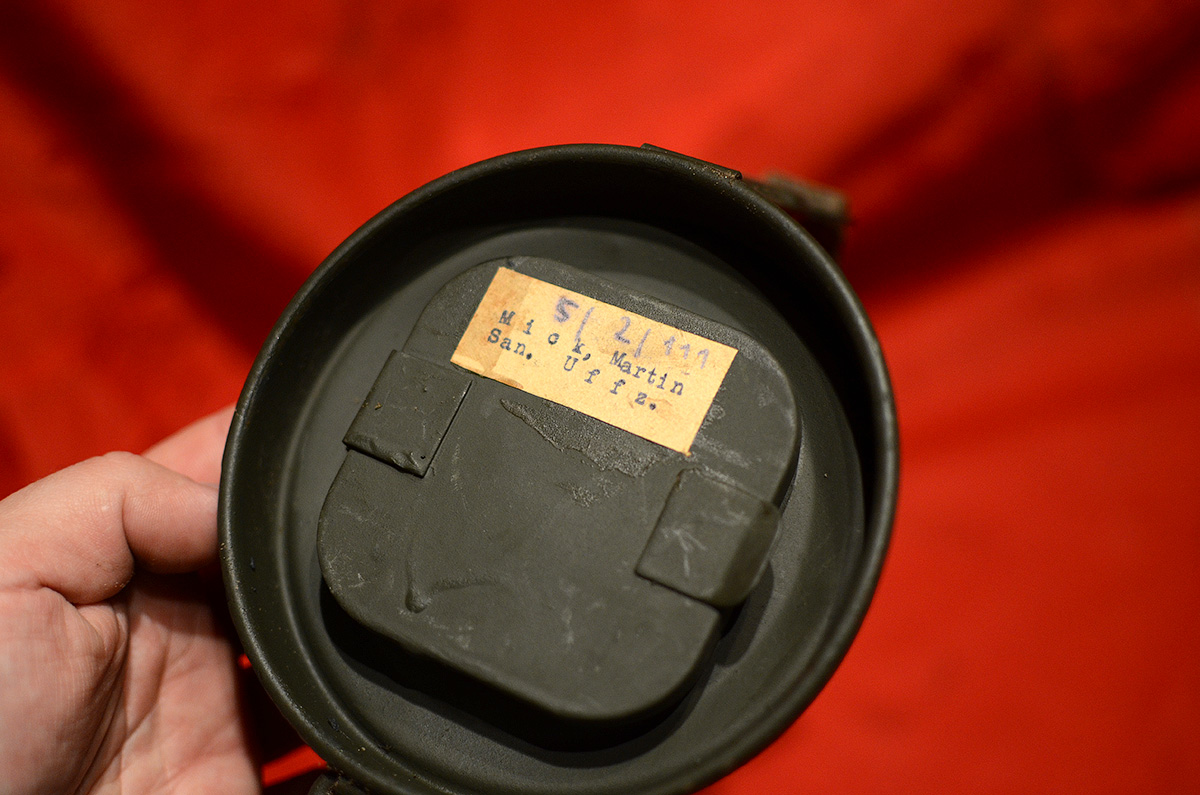 5/ 2/ 111
Mick, Martin
San. Uffz.